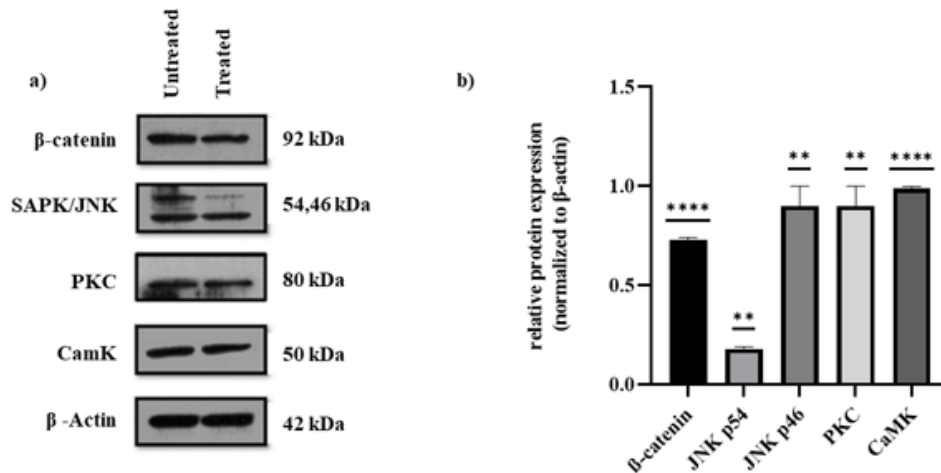 a)
Untreated
Treated
β-catenin
92 kDa
SAPK/JNK
54,46 kDa
PKC
80 kDa
CamK
50 kDa
β -Actin
42 kDa
b)
relative protein expression
(normalized to β-actin)
1.5
1.0
0.5
0.0
****
**
**
**
****
β-catenin
JNK p54
JNK p46
PKC
CaMK